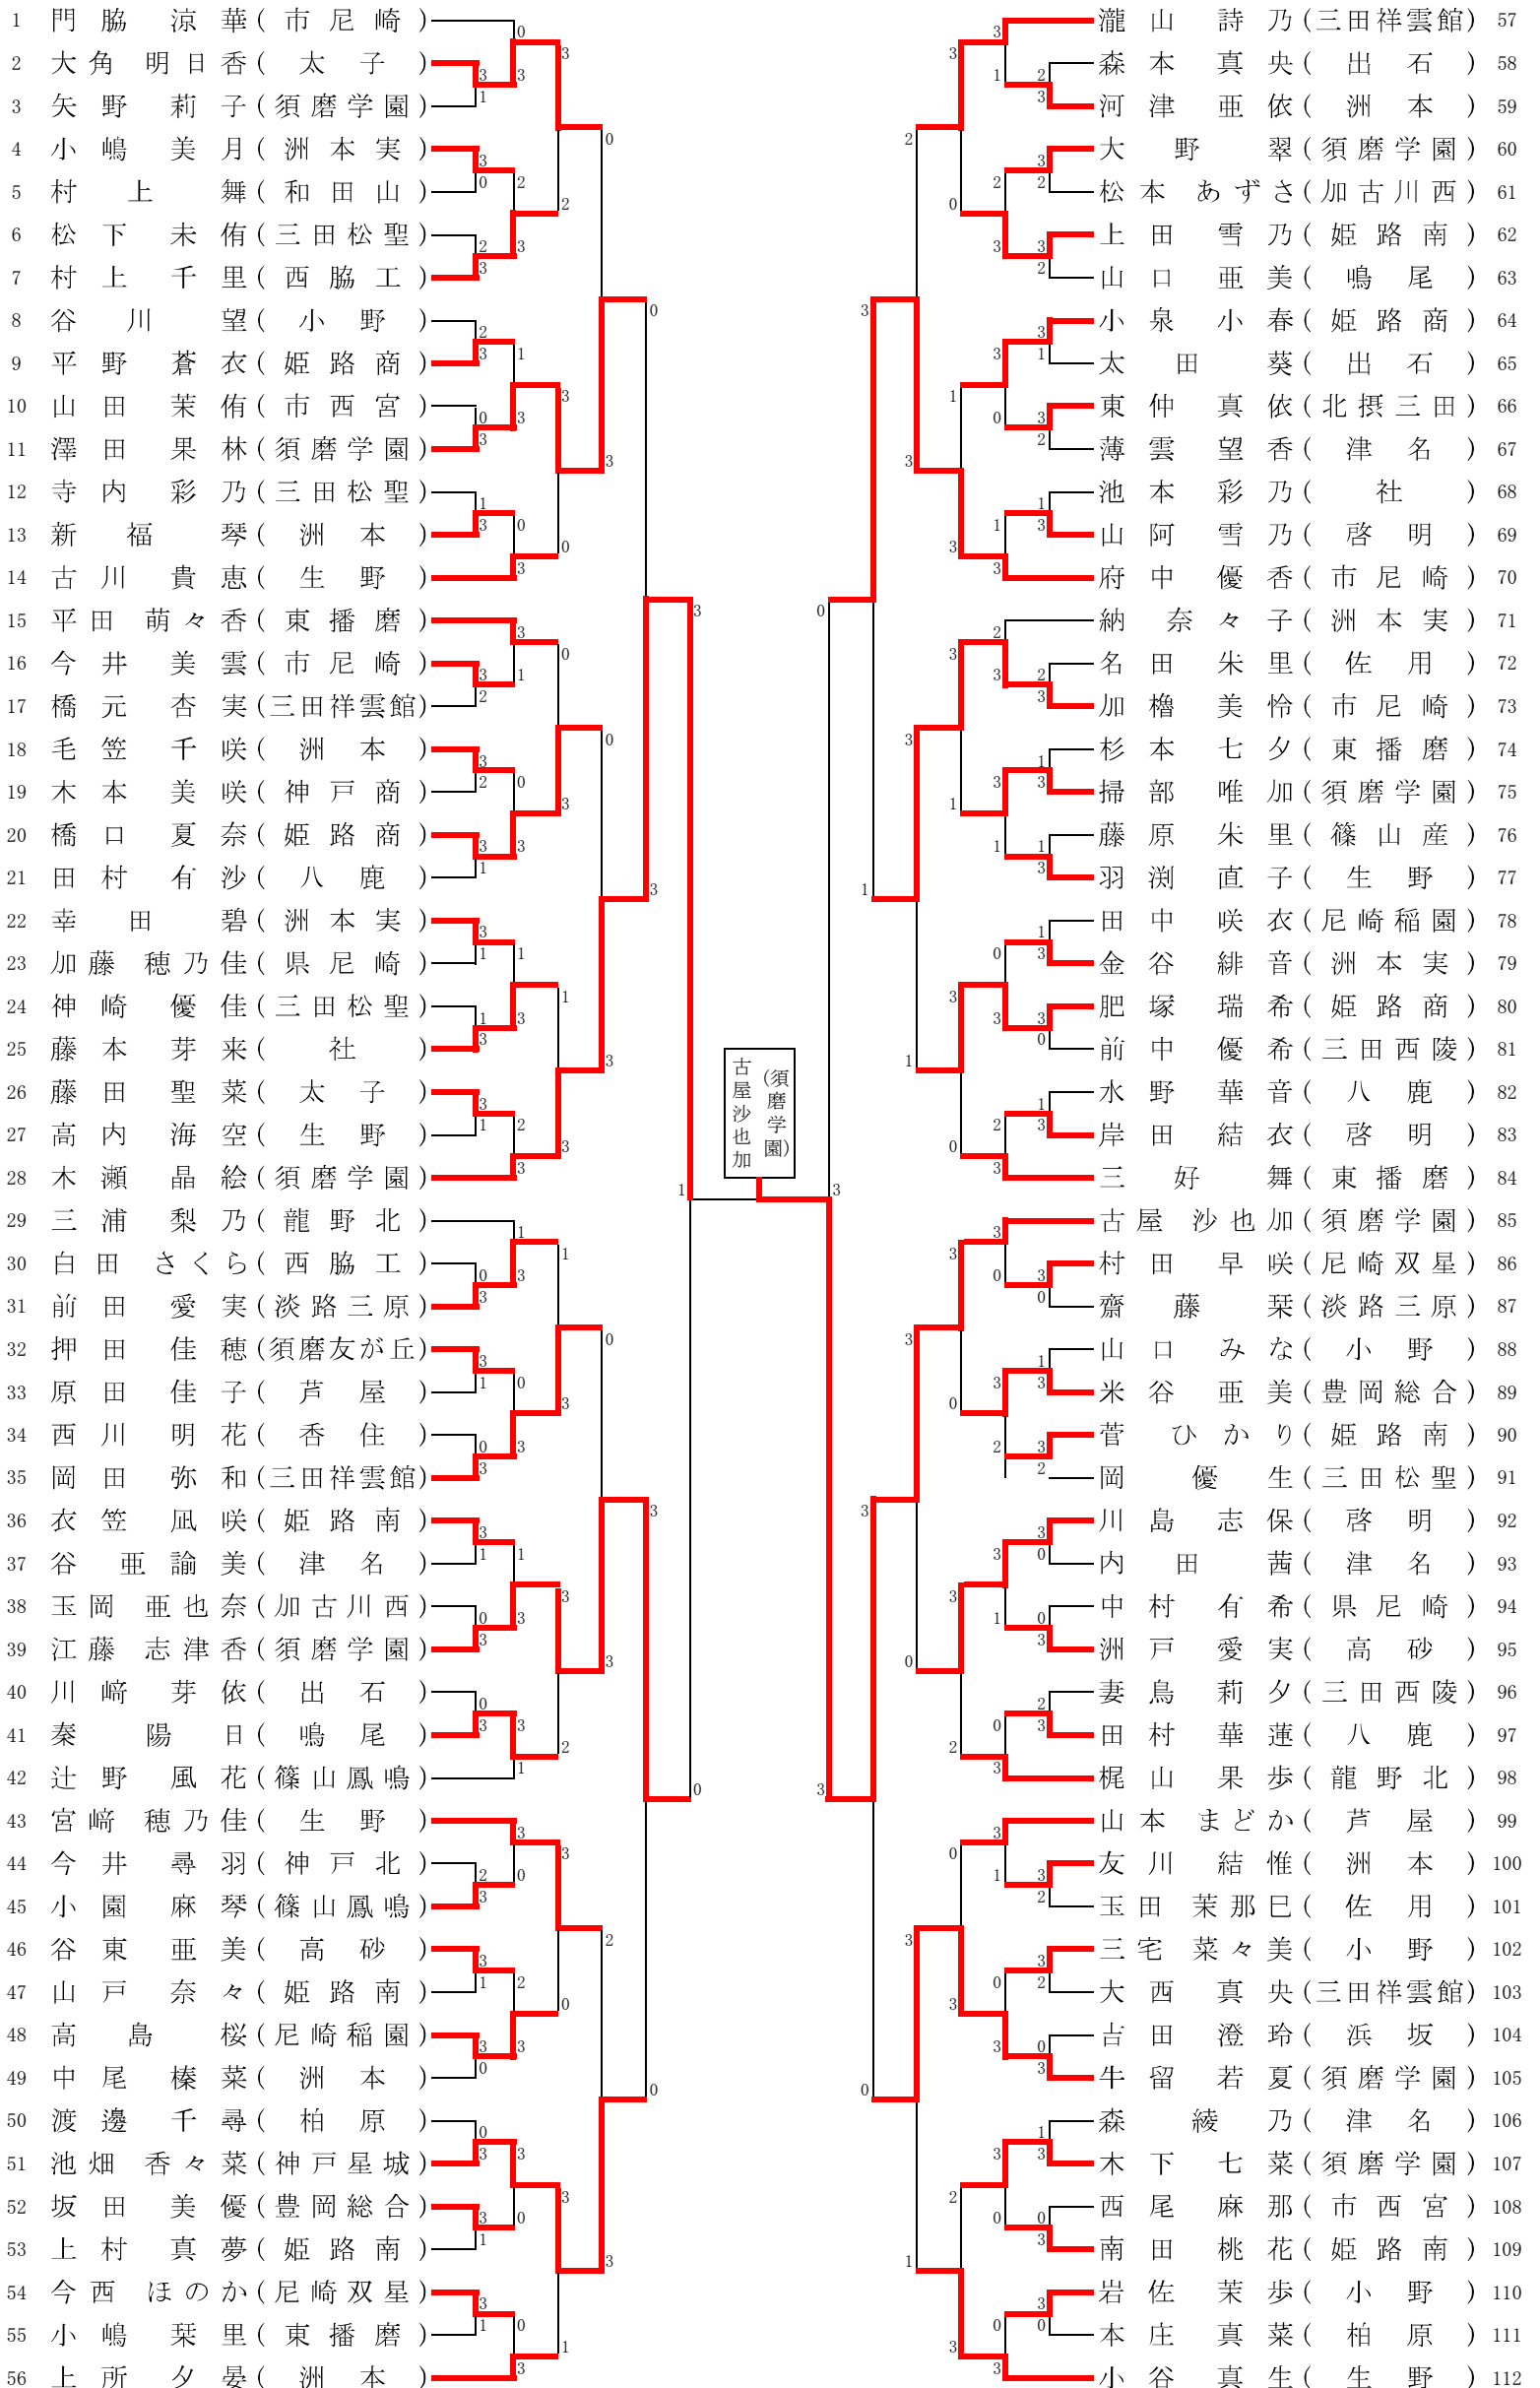 1 門脇 涼華(市尼崎)
2 大角 明日香(太子)
3 矢野 莉子(須磨学園)
4 小嶋 美月(洲本実)
5 村上 舞(和田山)
6 松下 未侑(三田松聖)
7 村上 千里(西脇工)
8 谷川 望(小野)
9 平野 蒼衣(姫路商)
10 山田 茉侑(市西宮)
11 澤田 果林(須磨学園)
12 寺内 彩乃(三田松聖)
13 新福 琴(洲本)
14 古川 貴恵(生野)
15 平田 萌々香(東播磨)
16 今井 美雲(市尼崎)
17 橋元 杏実(三田祥雲館)
18 毛笠 千咲(洲本)
19 木本 美咲(神戸商)
20 橋口 夏奈(姫路商)
21 田村 有沙(八鹿)
22 幸田 碧(洲本実)
23 加藤 穂乃佳(県尼崎)
24 神崎 優佳(三田松聖)
25 藤本 芽来(社)
26 藤田 聖菜(太子)
27 高内 海空(生野)
28 木瀬 晶絵(須磨学園)
29 三浦 梨乃(龍野北)
30 白田 さくら(西脇工)
31 前田 愛実(淡路三原)
32 押田 佳穂(須磨友が丘)
33 原田 佳子(芦屋)
34 西川 明花(香住)
35 岡田 弥和(三田祥雲館)
36 衣笠 凪咲(姫路南)
37 谷 亜諭美(津名)
38 玉岡 亜也奈(加古川西)
39 江藤 志津香(須磨学園)
40 川﨑 芽依(出石)
41 秦 陽日(鳴尾)
42 辻野 風花(篠山鳳鳴)
43 宮﨑 穂乃佳(生野)
44 今井 尋羽(神戸北)
45 小園 麻琴(篠山鳳鳴)
46 谷東 亜美(高砂)
47 山戸 奈々(姫路南)
48 高島 桜(尼崎稲園)
49 中尾 榛菜(洲本)
50 渡邊 千尋(柏原)
51 池畑 香々菜(神戸星城)
52 坂田 美優(豊岡総合)
53 上村 真夢(姫路南)
54 今西 ほのか(尼崎双星)
55 小嶋 栞里(東播磨)
56 上所 夕晏(洲本)
古屋沙也加
(須磨学園)
瀧山 詩乃(三田祥雲館) 57
森本 真央(出石) 58
河津 亜依(洲本) 59
大野 翠(須磨学園) 60
松本 あずさ(加古川西) 61
上田 雪乃(姫路南) 62
山口 亜美(鳴尾) 63
小泉 小春(姫路商) 64
太田 葵(出石) 65
東仲 真依(北摂三田) 66
薄雲 望香(津名) 67
池本 彩乃(社) 68
山阿 雪乃(啓明) 69
府中 優香(市尼崎) 70
納 奈々子(洲本実) 71
名田 朱里(佐用) 72
加櫓 美怜(市尼崎) 73
杉本 七夕(東播磨) 74
掃部 唯加(須磨学園) 75
藤原 朱里(篠山産) 76
羽渕 直子(生野) 77
田中 咲衣(尼崎稲園) 78
金谷 緋音(洲本実) 79
肥塚 瑞希(姫路商) 80
前中 優希(三田西陵) 81
水野 華音(八鹿) 82
岸田 結衣(啓明) 83
三好 舞(東播磨) 84
古屋 沙也加(須磨学園) 85
村田 早咲(尼崎双星) 86
齋藤 栞(淡路三原) 87
山口 みな(小野) 88
米谷 亜美(豊岡総合) 89
菅 ひかり(姫路南) 90
岡 優生(三田松聖) 91
川島 志保(啓明) 92
内田 茜(津名) 93
中村 有希(県尼崎) 94
洲戸 愛実(高砂) 95
妻鳥 莉夕(三田西陵) 96
田村 華蓮(八鹿) 97
梶山 果歩(龍野北) 98
山本 まどか(芦屋) 99
友川 結惟(洲本) 100
玉田 茉那巳(佐用) 101
三宅 菜々美(小野) 102
大西 真央(三田祥雲館) 103
吉田 澄玲(浜坂) 104
牛留 若夏(須磨学園) 105
森 綾乃(津名) 106
木下 七菜(須磨学園) 107
西尾 麻那(市西宮) 108
南田 桃花(姫路南) 109
岩佐 茉歩(小野) 110
本庄 真菜(柏原) 111
小谷 真生(生野) 112